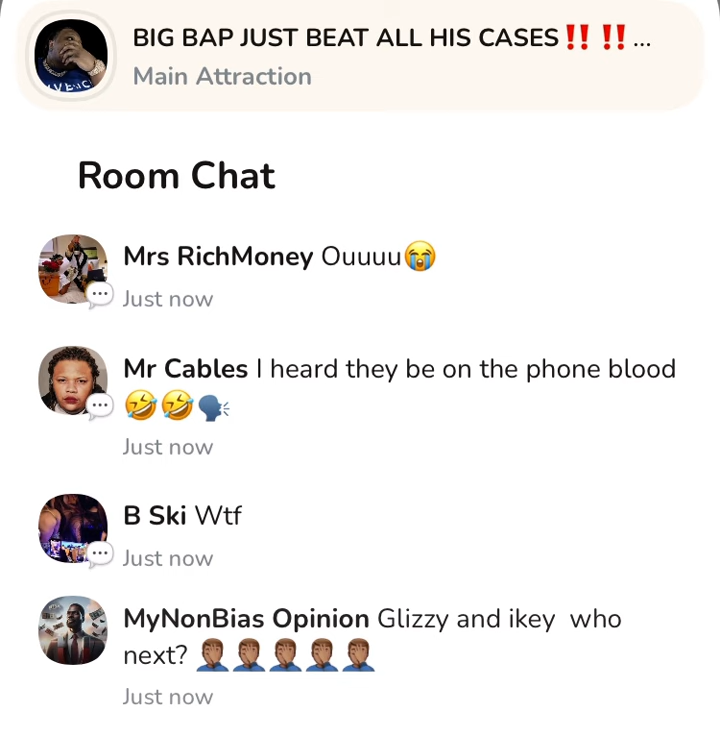 BIG BAP JUST BEAT ALL HIS CASES‼️ ‼️...
Main Attraction
Room Chat
Mrs RichMoney Ouuuu😭
Just now
Mr Cables I heard they be on the phone blood
🤣🤣🗣️
Just now
B Ski Wtf
Just now
MyNonBias Opinion Glizzy and ikey  who
next? 🤦🏾‍♂️🤦🏾‍♂️🤦🏾‍♂️🤦🏾‍♂️🤦🏾‍♂️
Just now